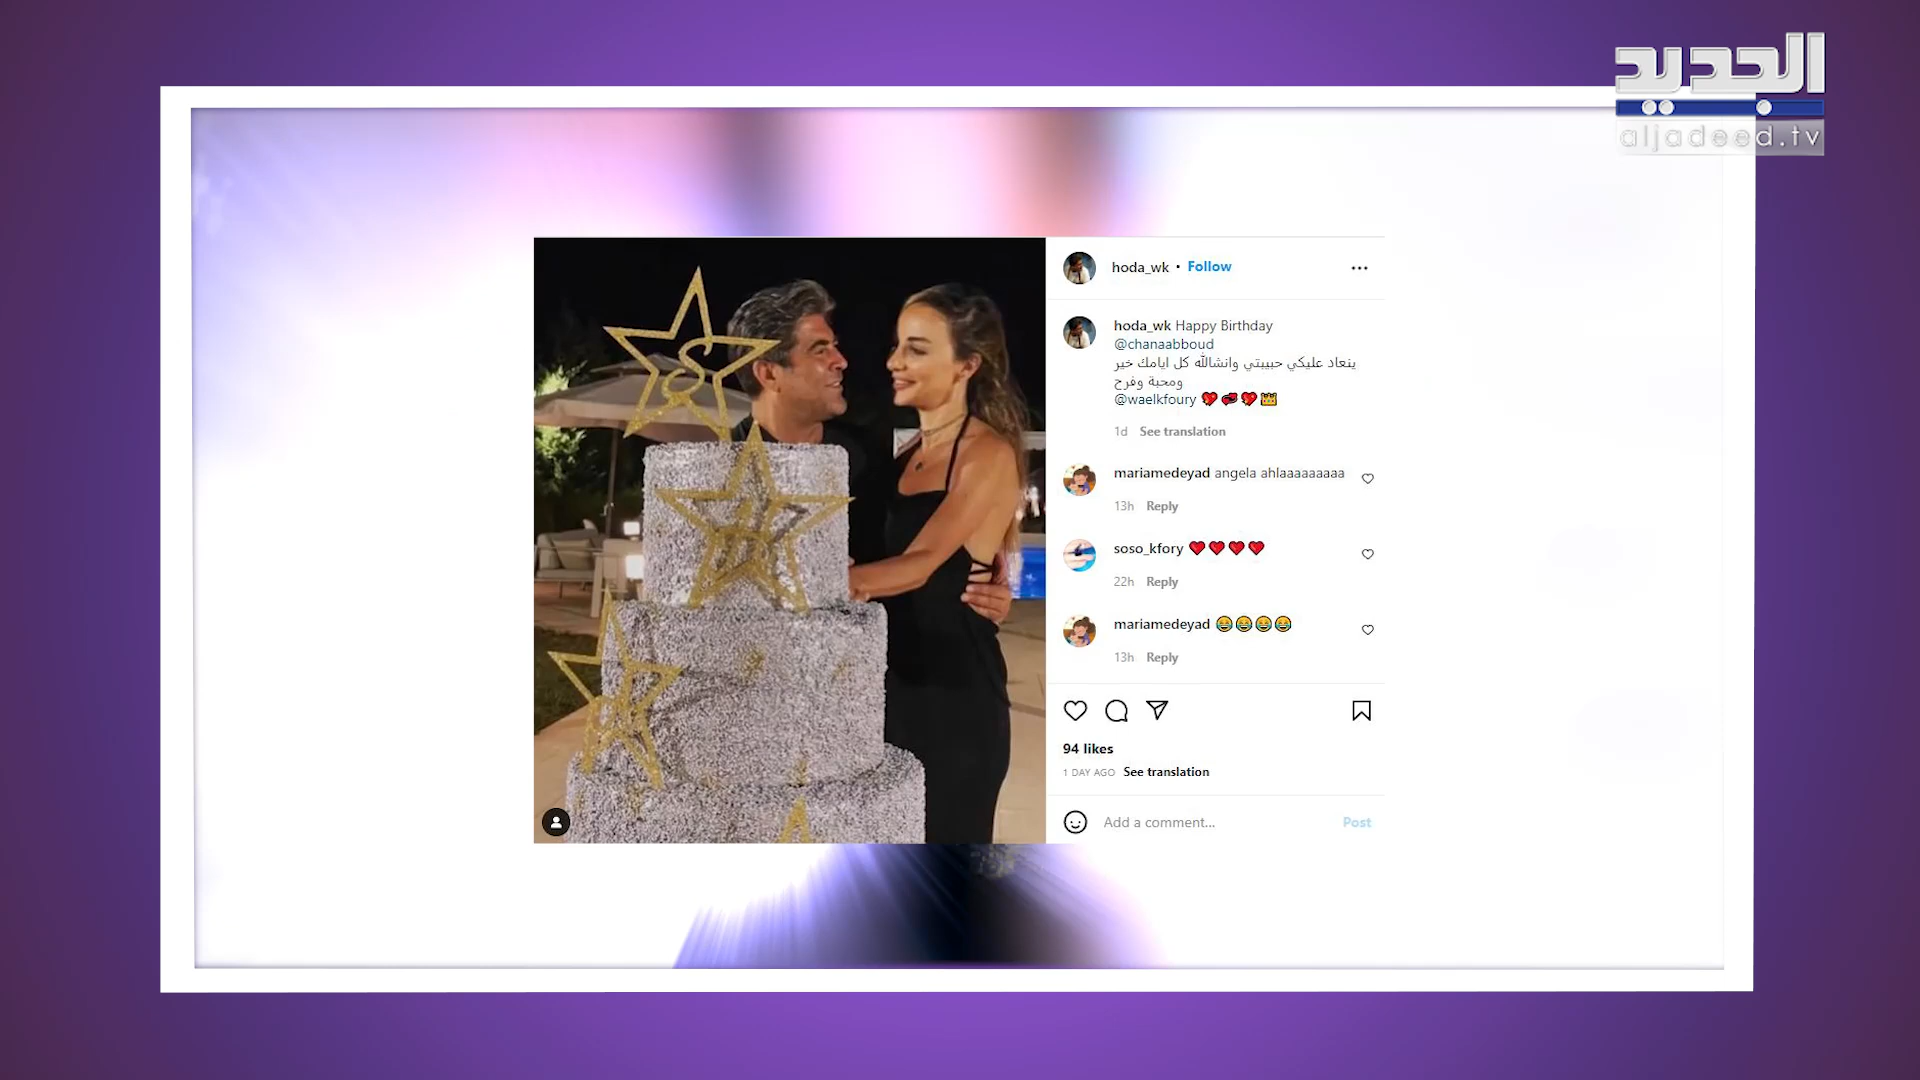 الجديد
aljadeed.tv
hoda_wk • Follow
hoda_wk Happy Birthday
@chanaabboud
ينعاد عليكي حبيبتي وانشالله كل ايامك خير
ومحبة وفرح
@waelkfoury 💖💋💖👑
1d See translation
mariamedeyad angela ahlaaaaaaaaa
13h Reply
soso_kfory ❤️❤️❤️❤️
22h Reply
mariamedeyad 😂😂😂😂
13h Reply
94 likes
1 DAY AGO See translation
Add a comment... Post
S